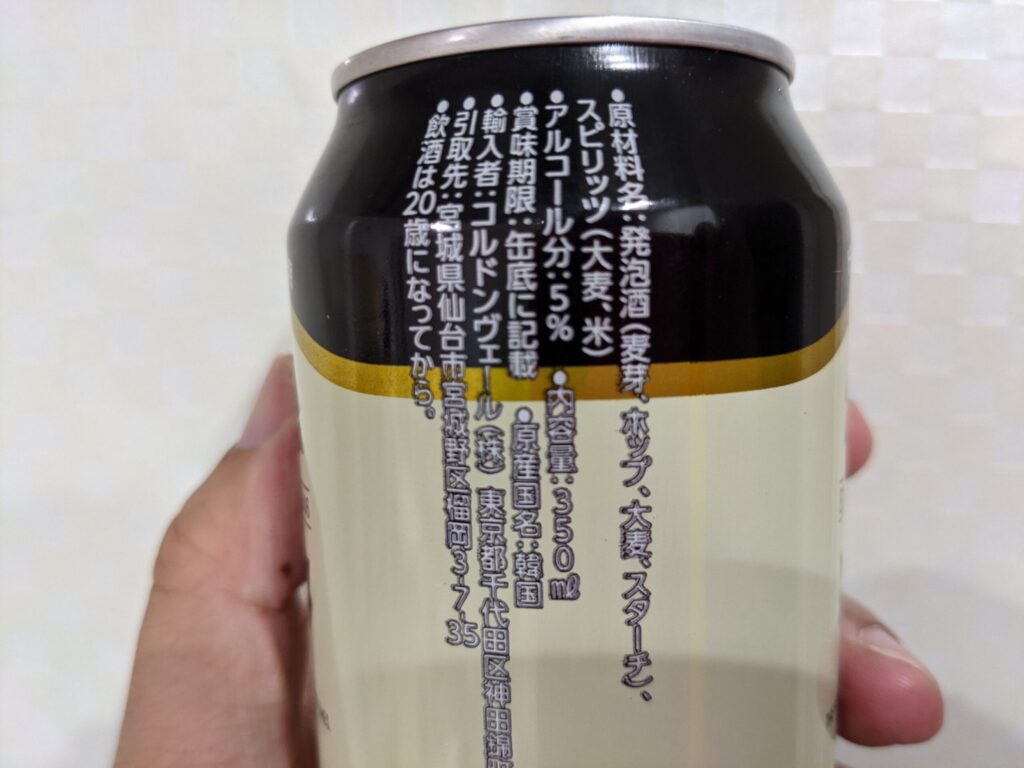 ●原材料名:発泡酒(麦芽、ホップ、大麦、スターチ)、
スピリッツ(大麦、米)
●アルコール分:5% ●内容量:350㎖
●賞味期限:缶底に記載 ●原産国名:韓国
●輸入者:コルドンヴェール(株) 東京都千代田区神田錦町
●引取先:宮城県仙台市宮城野区福岡3-7-35
●飲酒は20歳になってから。